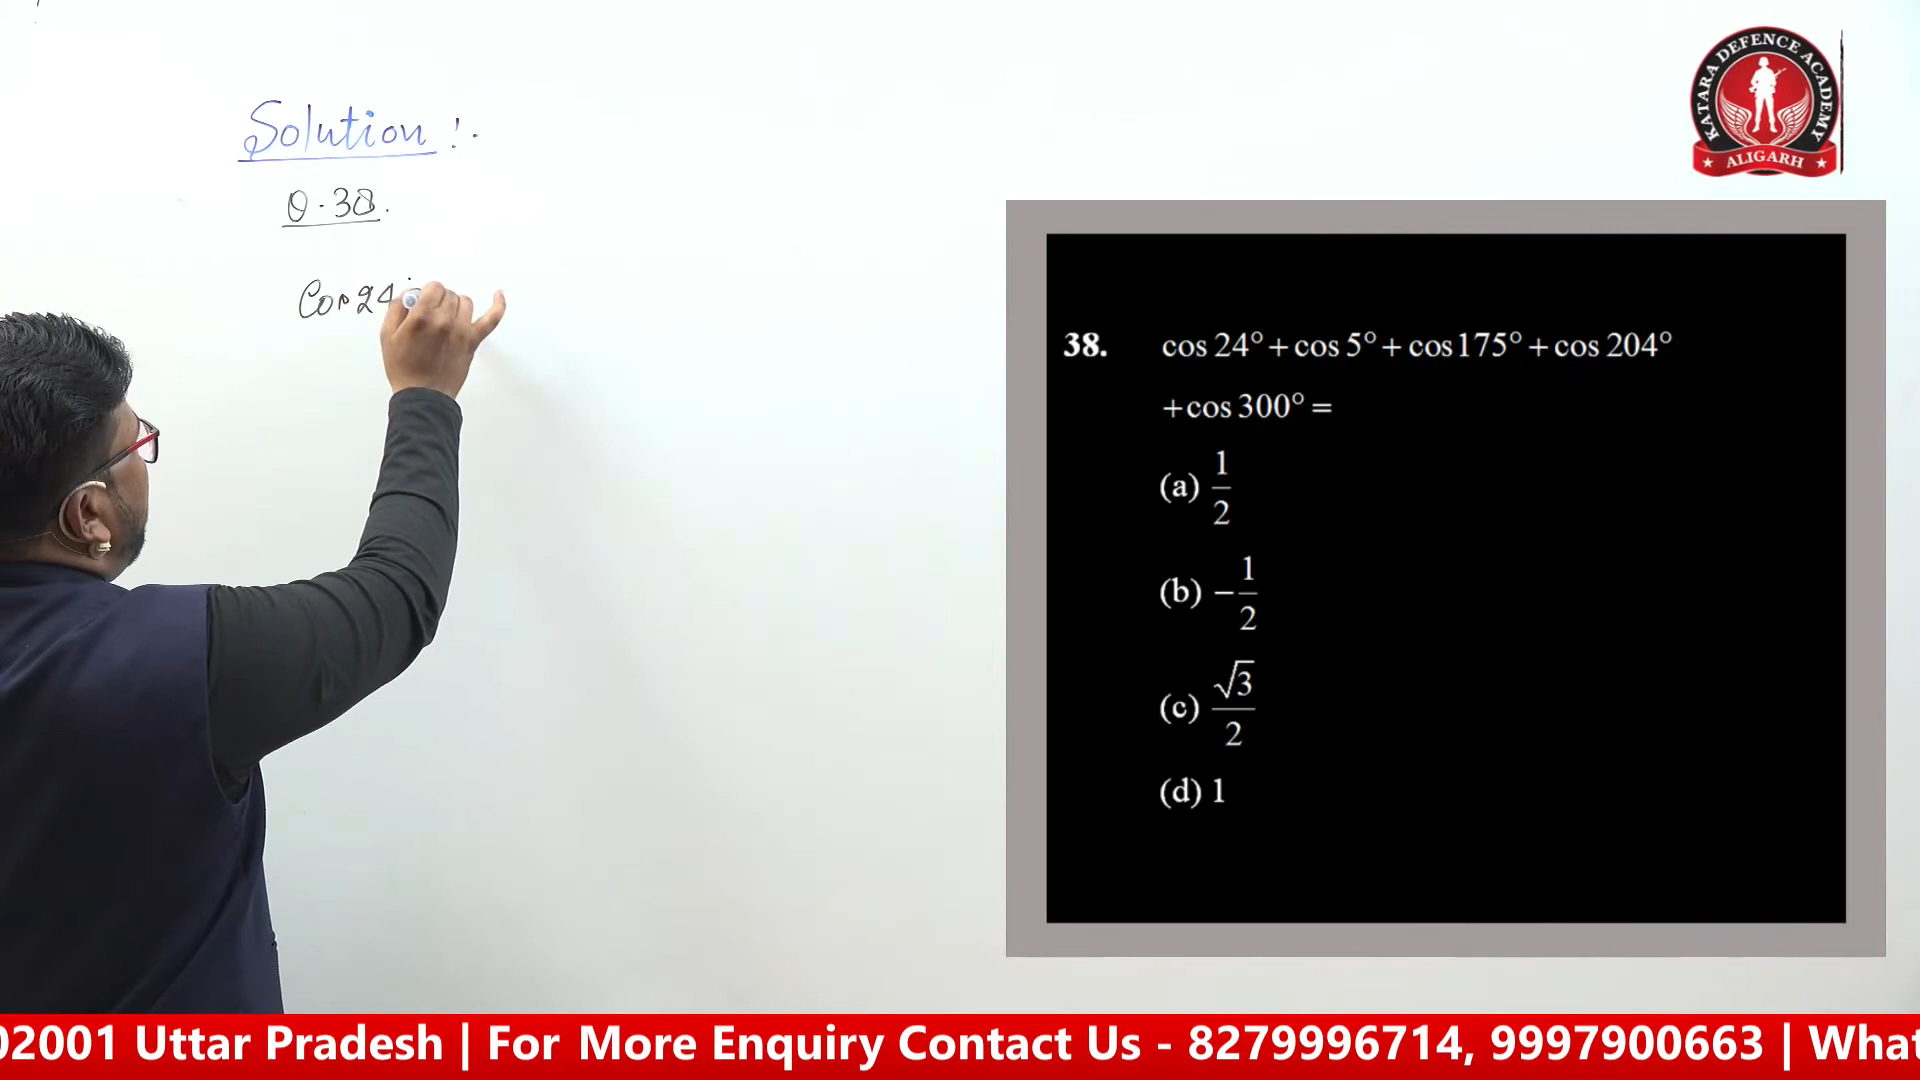 Solution :-
Q.38.
Cos 24
KATARA DEFENCE ACADEMY
ALIGARH
38. cos 24° + cos 5° + cos 175° + cos 204°
+ cos 300° =
(a) 1/2
(b) -1/2
(c) √3/2
(d) 1
02001 Uttar Pradesh | For More Enquiry Contact Us - 8279996714, 9997900663 | What